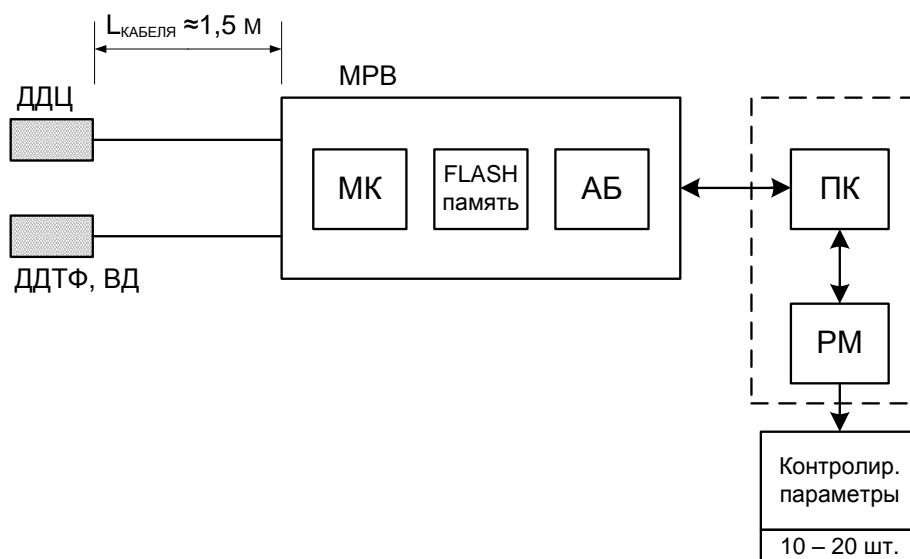 LКАБЕЛЯ ≈1,5 м
МРВ
ДДЦ
ДДТФ, ВД
МК
FLASH
память
АБ
ПК
РМ
Контролир.
параметры
10 – 20 шт.